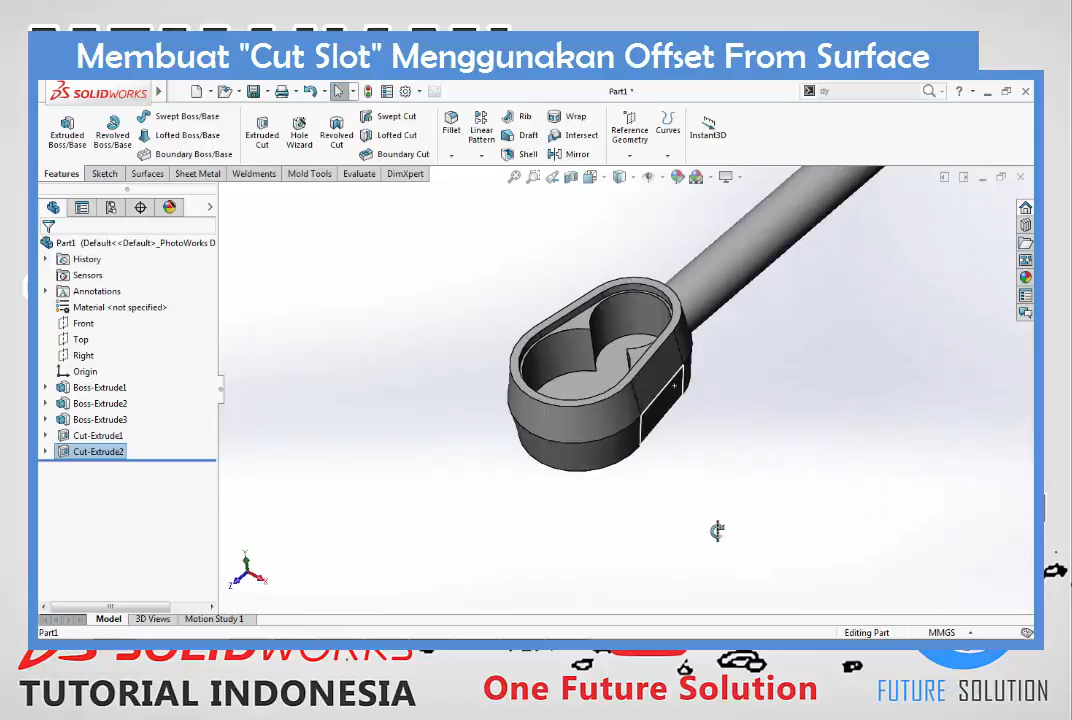 Membuat "Cut Slot" Menggunakan Offset From Surface
SOLIDWORKS
Part1 *
dy
Extruded Boss/Base
Revolved Boss/Base
Swept Boss/Base
Lofted Boss/Base
Boundary Boss/Base
Extruded Cut
Hole Wizard
Revolved Cut
Swept Cut
Lofted Cut
Boundary Cut
Fillet
Linear Pattern
Rib
Draft
Shell
Wrap
Intersect
Mirror
Reference Geometry
Curves
Instant3D
Features Sketch Surfaces Sheet Metal Weldments Mold Tools Evaluate DimXpert
Part1 (Default<<Default>_PhotoWorks D
History
Sensors
Annotations
Material <not specified>
Front
Top
Right
Origin
Boss-Extrude1
Boss-Extrude2
Boss-Extrude3
Cut-Extrude1
Cut-Extrude2
Y
Z
X
Model 3D Views Motion Study 1
Part1
Editing Part
MMGS
SOLIDWORKS
TUTORIAL INDONESIA
One Future Solution
FUTURE SOLUTION